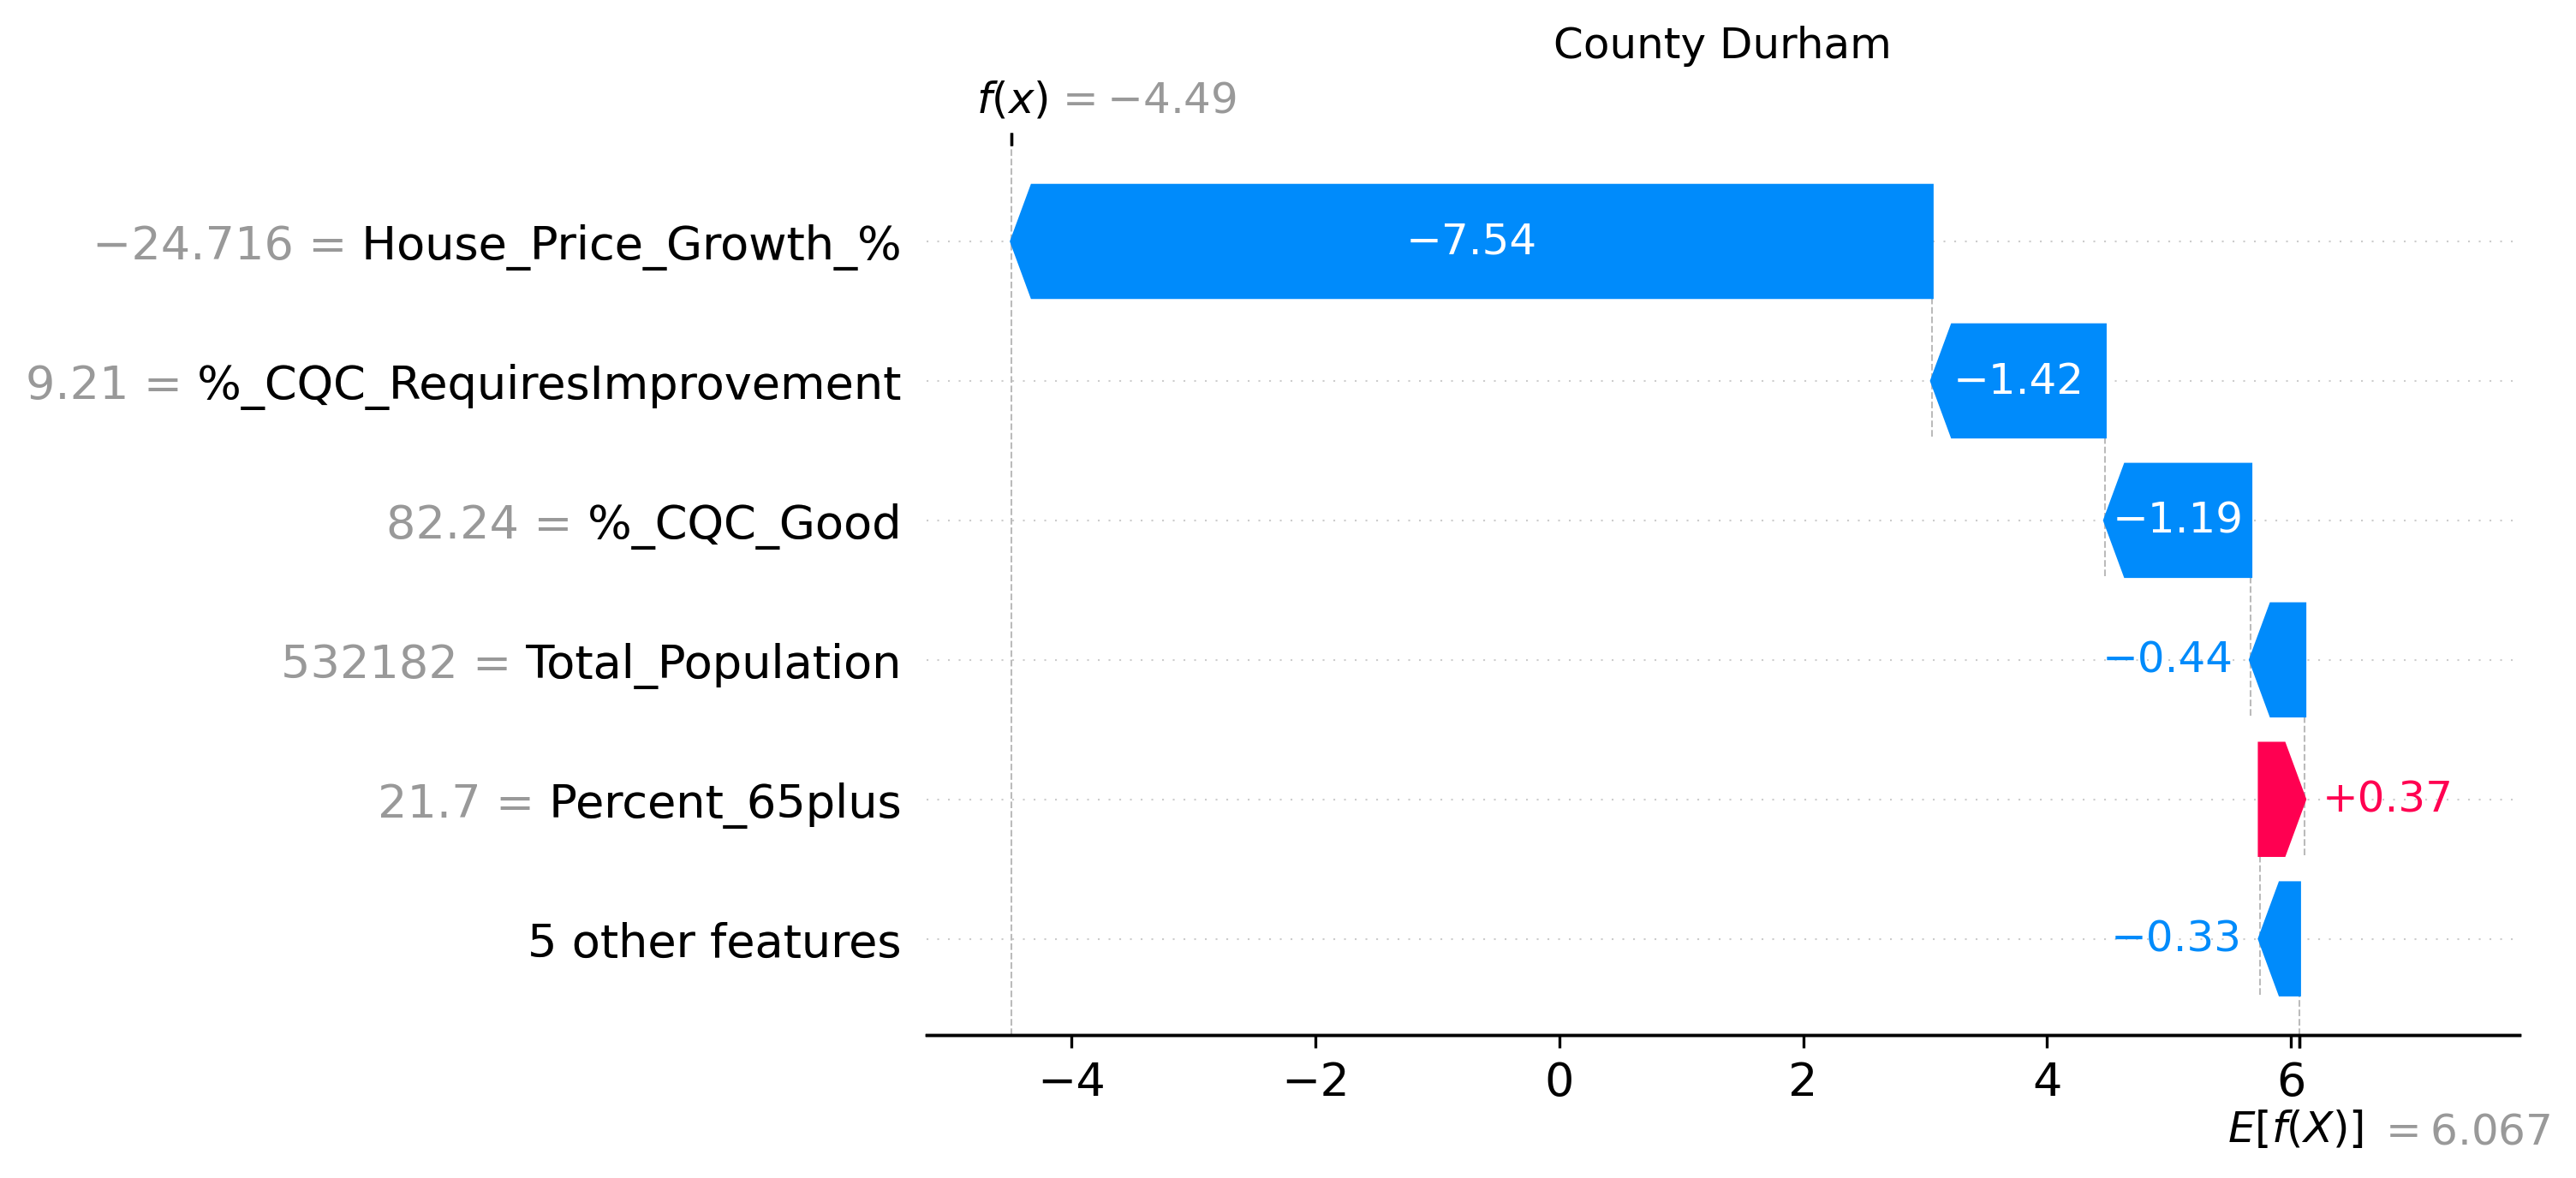 County Durham
f(x) = −4.49
−24.716 = House_Price_Growth_% −7.54
9.21 = %_CQC_RequiresImprovement −1.42
82.24 = %_CQC_Good −1.19
532182 = Total_Population −0.44
21.7 = Percent_65plus +0.37
5 other features −0.33
−4 −2 0 2 4 6
E[f(X)] = 6.067